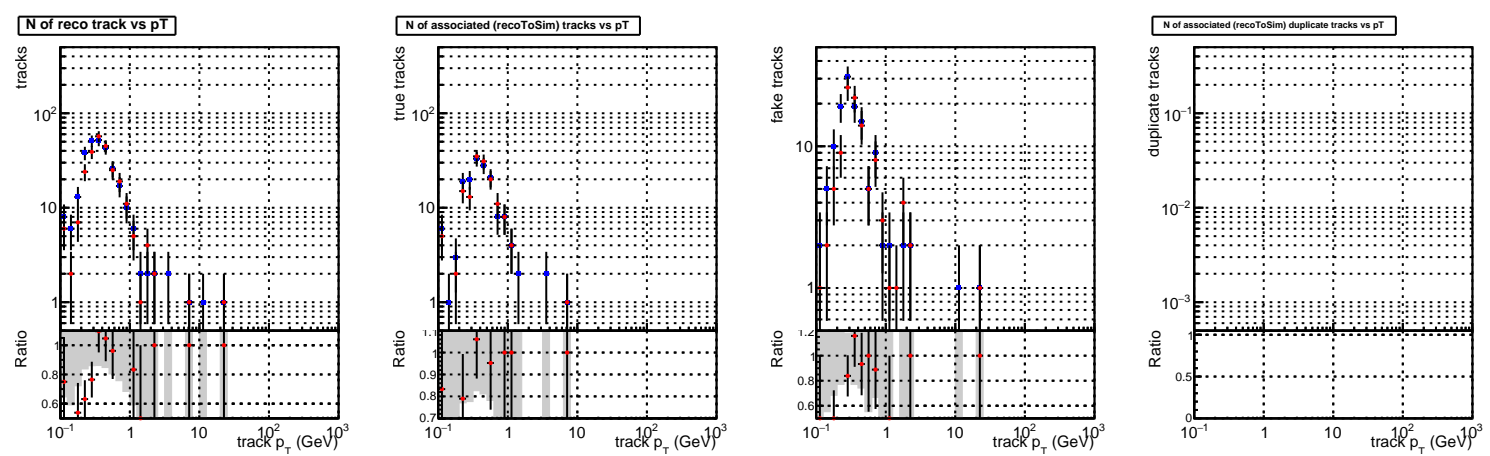 N of reco track vs pT
tracks
10²
10
1
Ratio
1
0.8
0.6
10⁻¹ 1 10 10² 10³
track p_T (GeV)
N of associated (recoToSim) tracks vs pT
true tracks
10²
10
1
Ratio
1.1
1.0
0.9
0.8
0.7
10⁻¹ 1 10 10² 10³
track p_T (GeV)
fake tracks
10
1
Ratio
1.2
1
0.8
0.6
10⁻¹ 1 10 10² 10³
track p_T (GeV)
N of associated (recoToSim) duplicate tracks vs pT
duplicate tracks
10⁻¹
10⁻²
10⁻³
Ratio
1
0.5
0
10⁻¹ 1 10 10² 10³
track p_T (GeV)